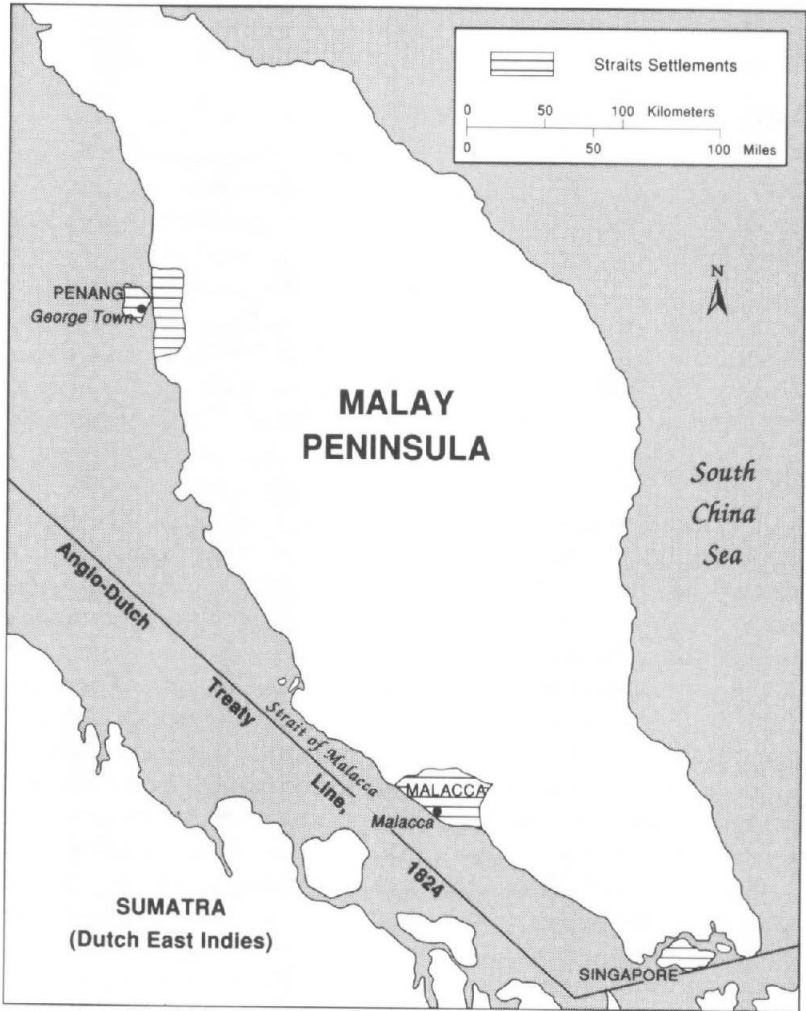 Straits Settlements
0 50 100 Kilometers
0 50 100 Miles
N
PENANG
George Town
MALAY
PENINSULA
South
China
Sea
Anglo-Dutch
Treaty
Line,
1824
Strait of Malacca
MALACCA
Malacca
SUMATRA
(Dutch East Indies)
SINGAPORE